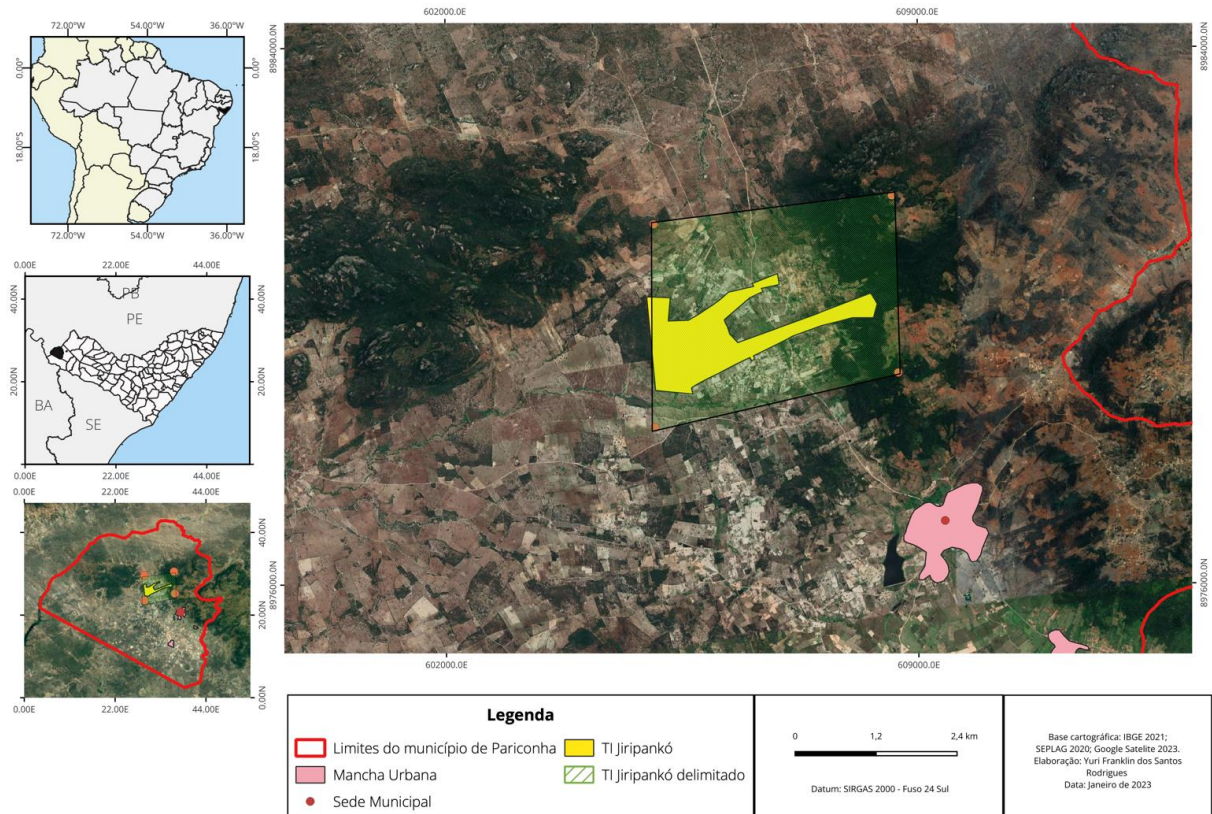 72.00°W 54.00°W 36.00°W
0.00° 0.00°
18.00°S 18.00°S
72.00°W 54.00°W 36.00°W
0.00E 22.00E 44.00E
40.00N 40.00N
20.00N 20.00N
PB
PE
BA
SE
0.00E 22.00E 44.00E
0.00E 22.00E 44.00E
40.00N
20.00N
0.00N
0.00E 22.00E 44.00E
602000.0E 609000.0E
8984000.0N 8984000.0N
8976000.0N 8976000.0N
602000.0E 609000.0E
Legenda
Limites do município de Pariconha
TI Jiripankó
Mancha Urbana
TI Jiripankó delimitado
Sede Municipal
0 1,2 2,4 km
Datum: SIRGAS 2000 - Fuso 24 Sul
Base cartográfica: IBGE 2021;
SEPLAG 2020; Google Satelite 2023.
Elaboração: Yuri Franklin dos Santos
Rodrigues
Data: Janeiro de 2023